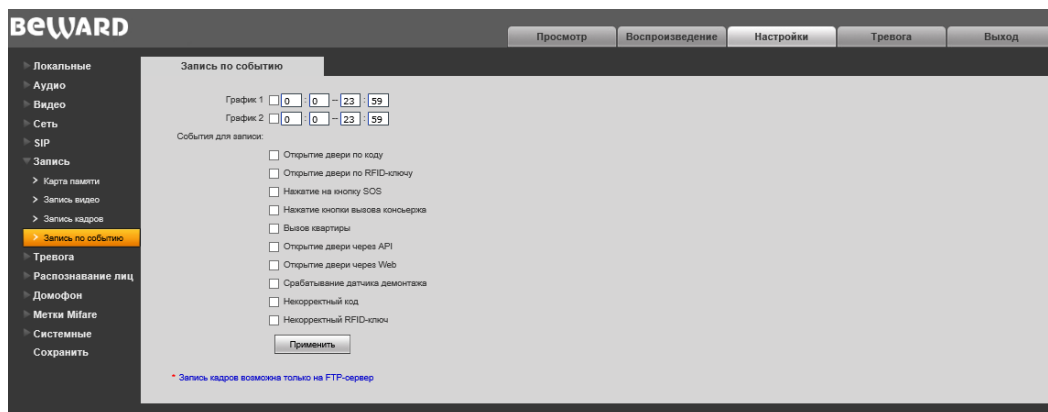 BEWARD
Просмотр Воспроизведение Настройки Тревога Выход
Локальные
Аудио
Видео
Сеть
SIP
Запись
> Карта памяти
> Запись видео
> Запись кадров
> Запись по событию
Тревога
Распознавание лиц
Домофон
Метки Mifare
Системные
Сохранить
Запись по событию
График 1 0 : 0 -- 23 : 59
График 2 0 : 0 -- 23 : 59
События для записи:
Открытие двери по коду
Открытие двери по RFID-ключу
Нажатие на кнопку SOS
Нажатие кнопки вызова консьержа
Вызов квартиры
Открытие двери через API
Открытие двери через Web
Срабатывание датчика демонтажа
Некорректный код
Некорректный RFID-ключ
Применить
* Запись кадров возможна только на FTP-сервер